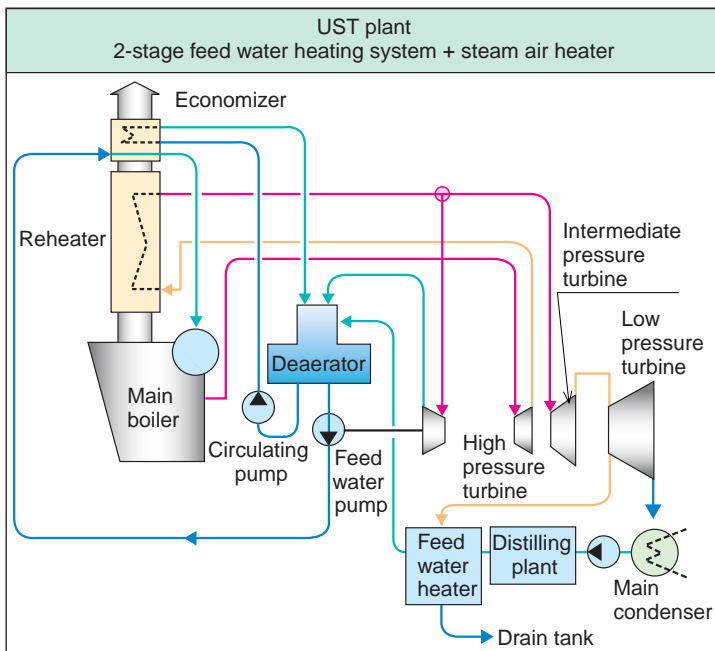 UST plant
2-stage feed water heating system + steam air heater
Economizer
Reheater
Intermediate
pressure
turbine
Low
pressure
turbine
Deaerator
Main
boiler
Circulating
pump
Feed
water
pump
High
pressure
turbine
Feed
water
heater
Distilling
plant
Main
condenser
Drain tank